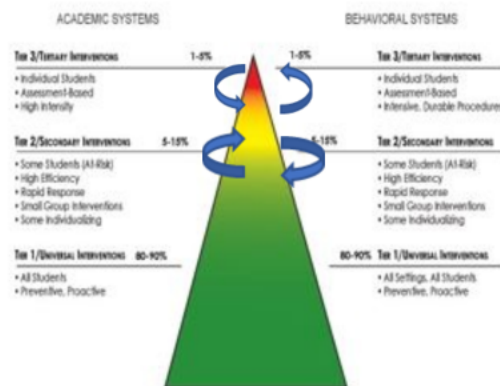 ACADEMIC SYSTEMS
BEHAVIORAL SYSTEMS
TIER 3/TERTIARY INTERVENTIONS 1-5%
• Individual Students
• Assessment-Based
• High Intensity
1-5% TIER 3/TERTIARY INTERVENTIONS
• Individual Students
• Assessment-Based
• Intensive, Durable Procedures
TIER 2/SECONDARY INTERVENTIONS 5-15%
• Some Students (At-Risk)
• High Efficiency
• Rapid Response
• Small Group Interventions
• Some Individualizing
5-15% TIER 2/SECONDARY INTERVENTIONS
• Some Students (At-Risk)
• High Efficiency
• Rapid Response
• Small Group Interventions
• Some Individualizing
TIER 1/UNIVERSAL INTERVENTIONS 80-90%
• All Students
• Preventive, Proactive
80-90% TIER 1/UNIVERSAL INTERVENTIONS
• All Settings, All Students
• Preventive, Proactive